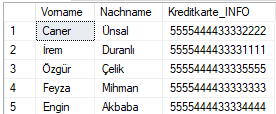 Vorname Nachname Kreditkarte_INFO
1 Caner Ünsal 5555444433332222
2 İrem Duranlı 5555444433331111
3 Özgür Çelik 5555444433335555
4 Feyza Mihman 5555444433333333
5 Engin Akbaba 5555444433334444